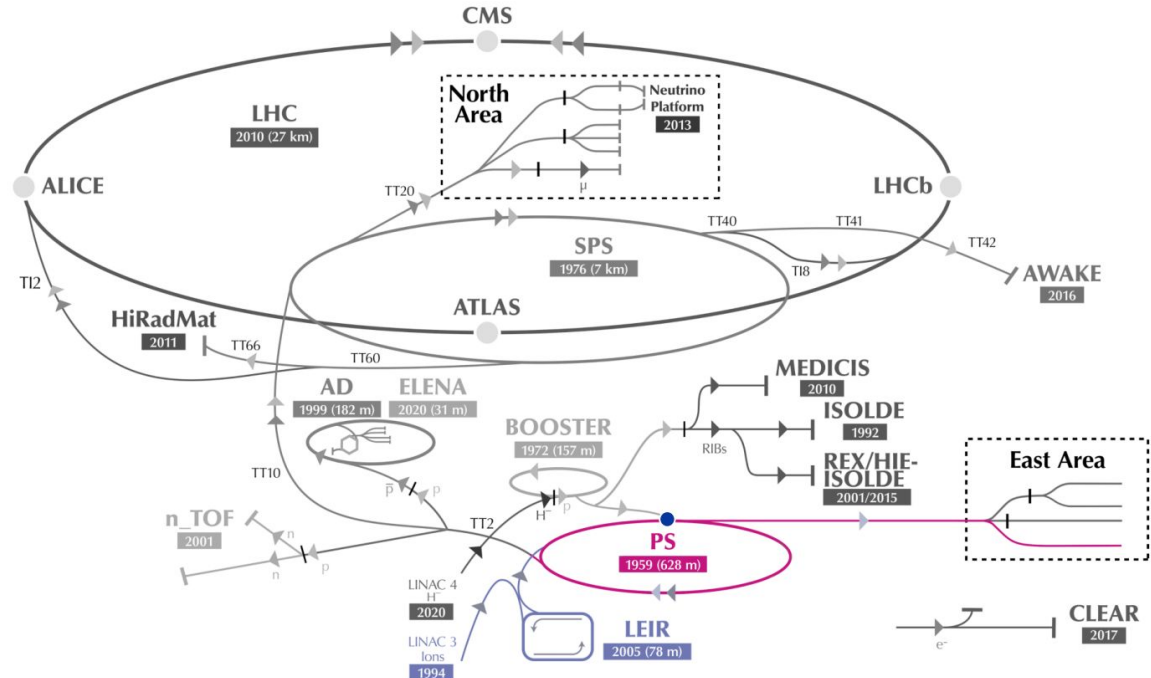 CMS
North
Area
Neutrino
Platform
2013
LHC
2010 (27 km)
μ
ALICE
LHCb
TT20
TT40
TT41
TT42
SPS
1976 (7 km)
TI8
AWAKE
2016
TI2
ATLAS
HiRadMat
2011
TT66
TT60
AD
1999 (182 m)
ELENA
2020 (31 m)
MEDICIS
2010
BOOSTER
1972 (157 m)
ISOLDE
1992
RIBs
REX/HIE-
ISOLDE
2001/2015
East Area
TT10
p̅
p
H⁻
p
TT2
n_TOF
2001
n
n
p
PS
1959 (628 m)
LINAC 4
H⁻
2020
LINAC 3
Ions
1994
LEIR
2005 (78 m)
CLEAR
2017
e⁻